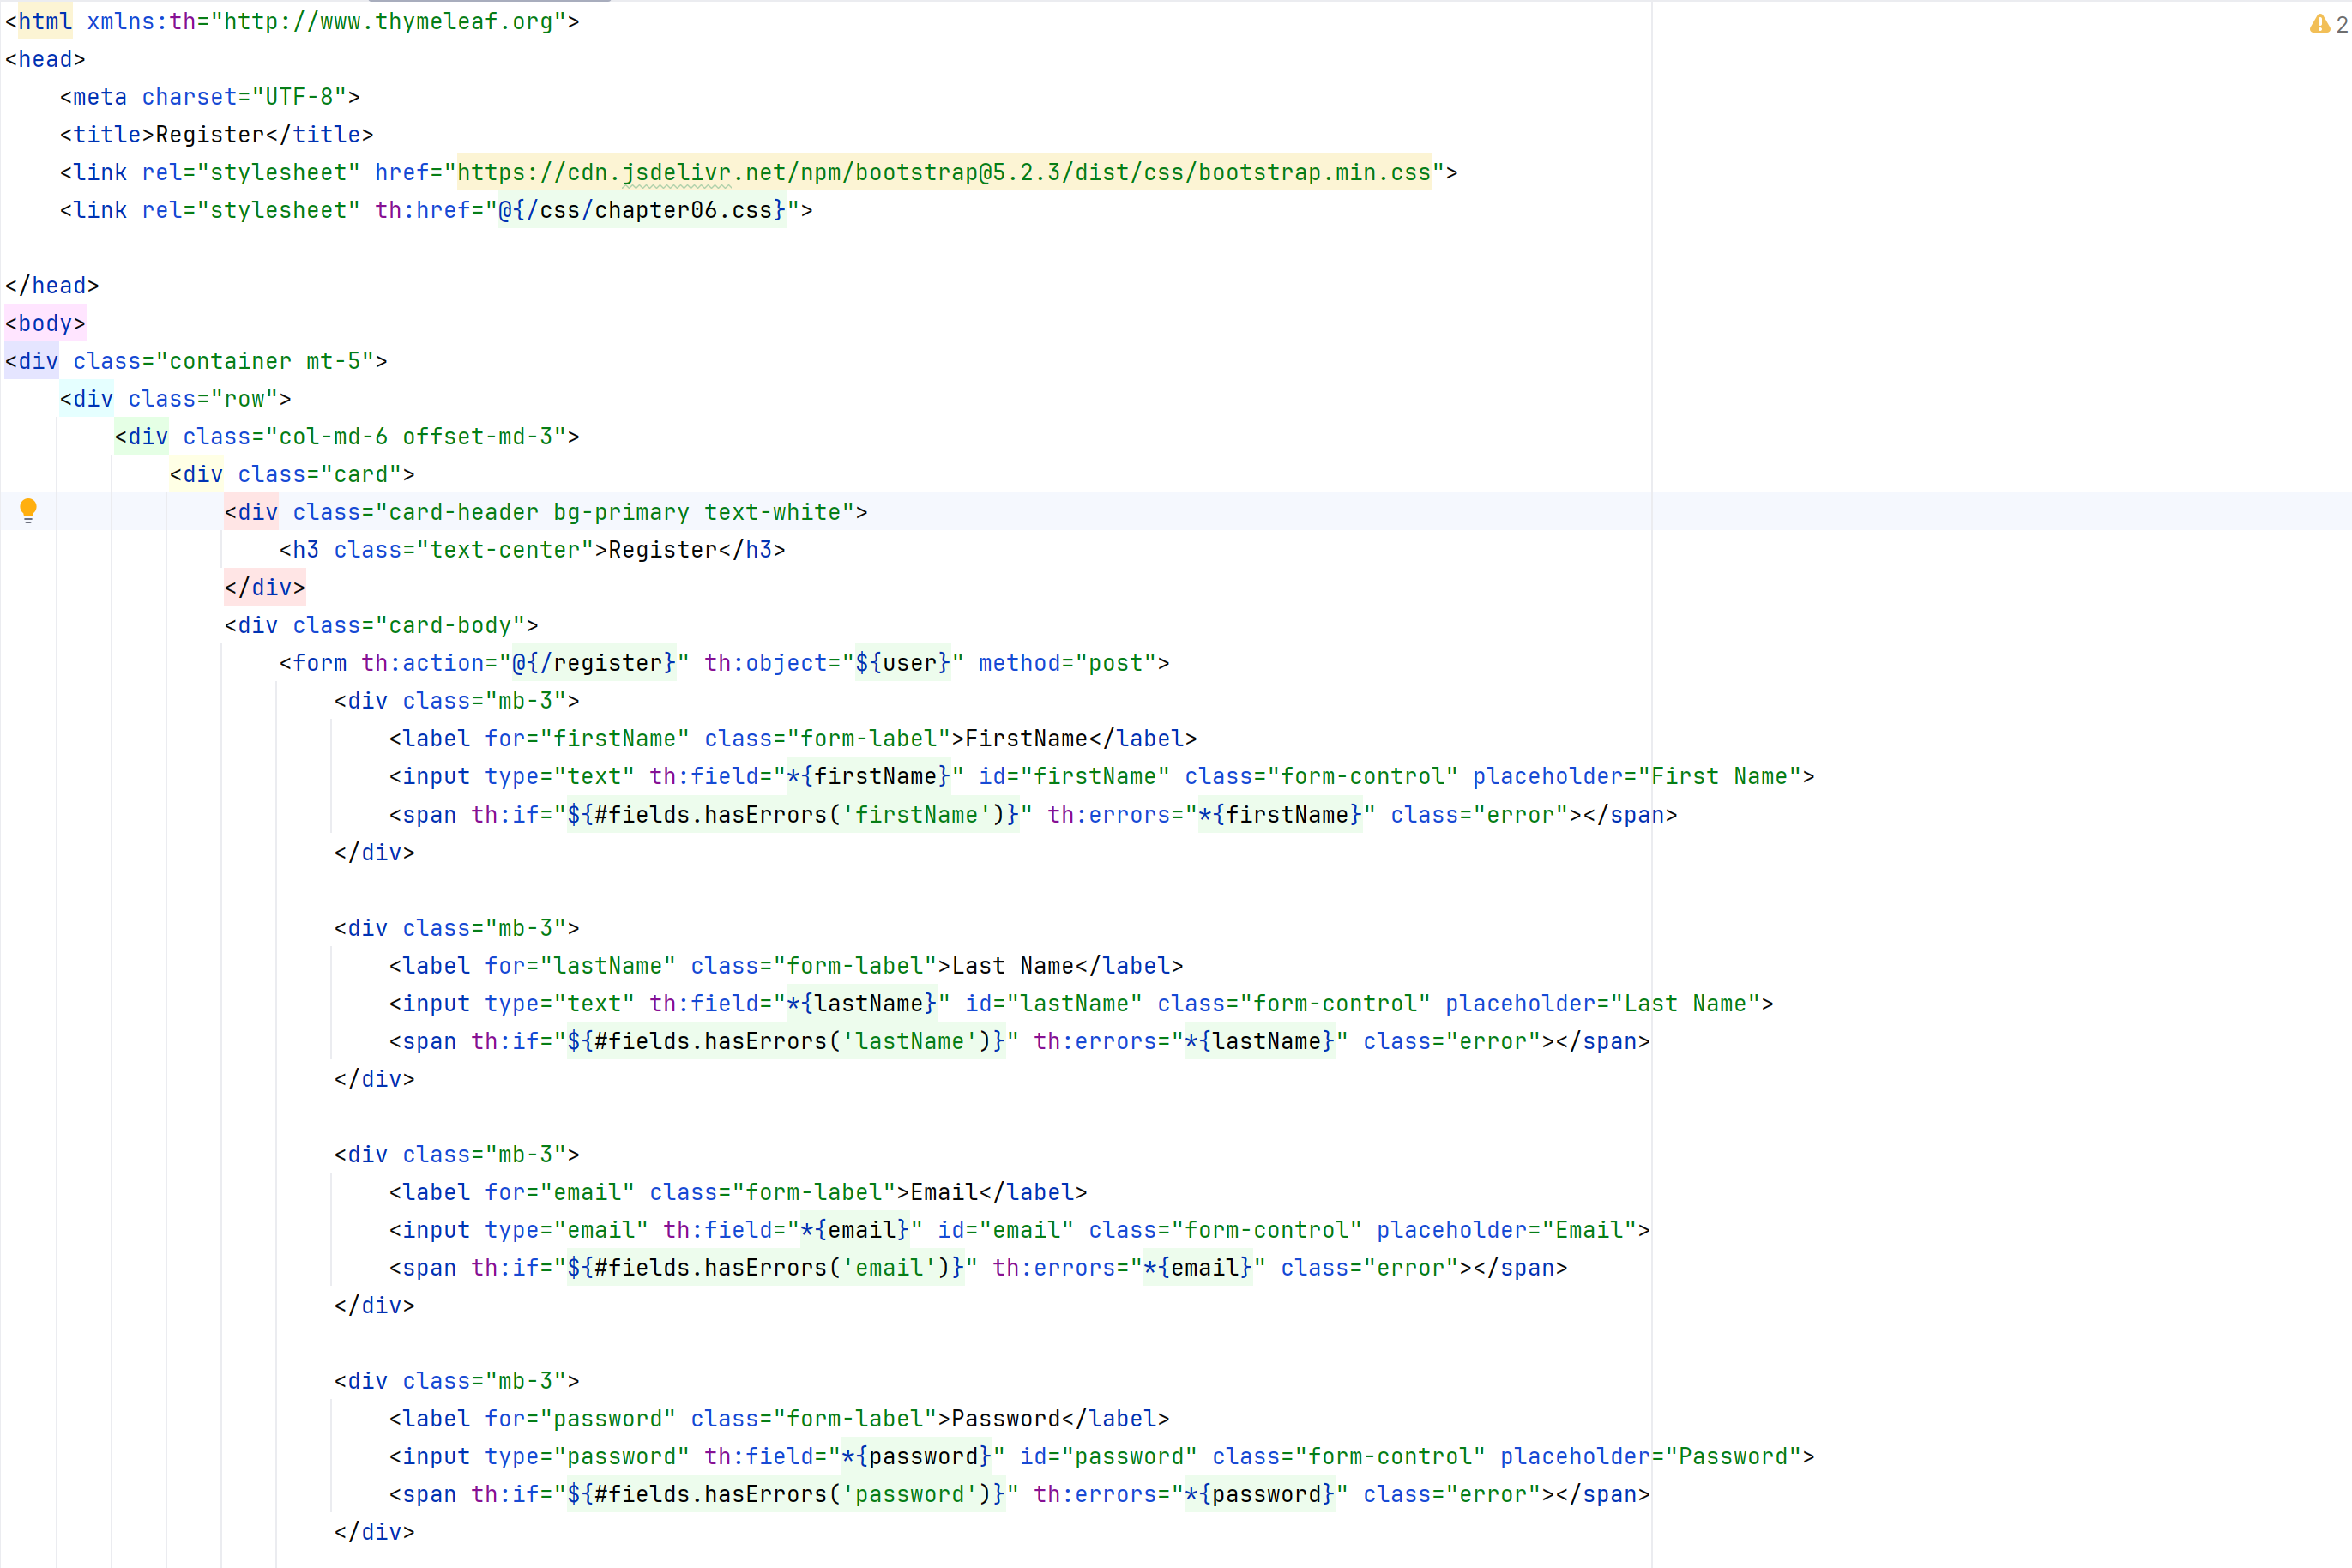 <html xmlns:th="http://www.thymeleaf.org">
2
<head>
    <meta charset="UTF-8">
    <title>Register</title>
    <link rel="stylesheet" href="https://cdn.jsdelivr.net/npm/bootstrap@5.2.3/dist/css/bootstrap.min.css">
    <link rel="stylesheet" th:href="@{/css/chapter06.css}">

</head>
<body>
<div class="container mt-5">
    <div class="row">
        <div class="col-md-6 offset-md-3">
            <div class="card">
                <div class="card-header bg-primary text-white">
                    <h3 class="text-center">Register</h3>
                </div>
                <div class="card-body">
                    <form th:action="@{/register}" th:object="${user}" method="post">
                        <div class="mb-3">
                            <label for="firstName" class="form-label">FirstName</label>
                            <input type="text" th:field="*{firstName}" id="firstName" class="form-control" placeholder="First Name">
                            <span th:if="${#fields.hasErrors('firstName')}" th:errors="*{firstName}" class="error"></span>
                        </div>

                        <div class="mb-3">
                            <label for="lastName" class="form-label">Last Name</label>
                            <input type="text" th:field="*{lastName}" id="lastName" class="form-control" placeholder="Last Name">
                            <span th:if="${#fields.hasErrors('lastName')}" th:errors="*{lastName}" class="error"></span>
                        </div>

                        <div class="mb-3">
                            <label for="email" class="form-label">Email</label>
                            <input type="email" th:field="*{email}" id="email" class="form-control" placeholder="Email">
                            <span th:if="${#fields.hasErrors('email')}" th:errors="*{email}" class="error"></span>
                        </div>

                        <div class="mb-3">
                            <label for="password" class="form-label">Password</label>
                            <input type="password" th:field="*{password}" id="password" class="form-control" placeholder="Password">
                            <span th:if="${#fields.hasErrors('password')}" th:errors="*{password}" class="error"></span>
                        </div>